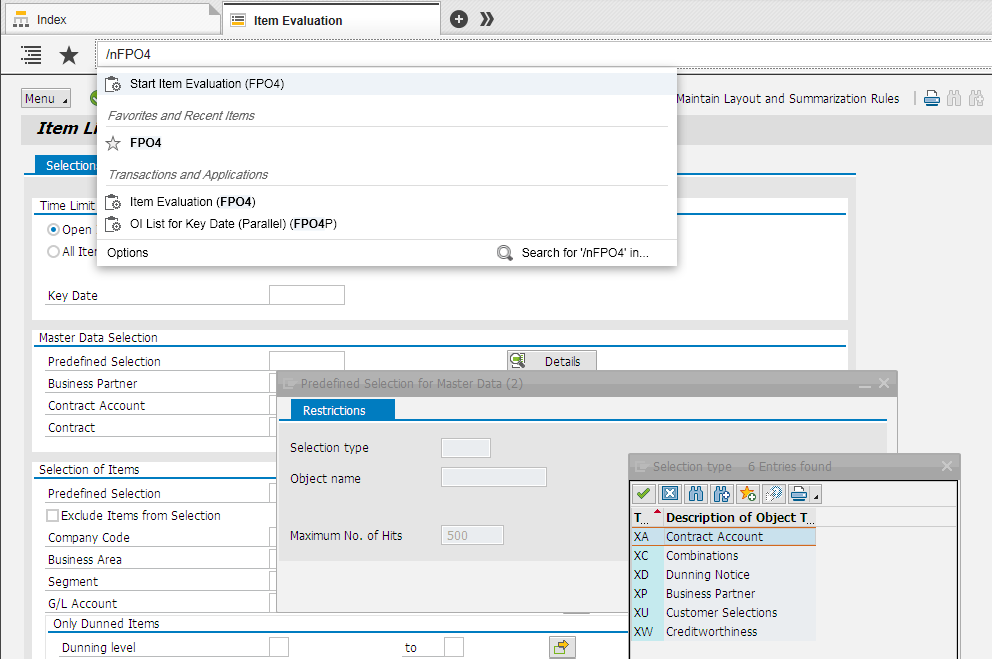 Index
Item Evaluation
/nFPO4
Start Item Evaluation (FPO4)
Favorites and Recent Items
FPO4
Transactions and Applications
Item Evaluation (FPO4)
OI List for Key Date (Parallel) (FPO4P)
Options
Search for '/nFPO4' in...
Menu
Maintain Layout and Summarization Rules
Item Li
Selection
Time Limit
Open
All Iter
Key Date
Master Data Selection
Predefined Selection
Details
Business Partner
Contract Account
Contract
Selection of Items
Predefined Selection
Exclude Items from Selection
Company Code
Business Area
Segment
G/L Account
Only Dunned Items
Dunning level
to
Predefined Selection for Master Data (2)
Restrictions
Selection type
Object name
Maximum No. of Hits
500
Selection type 6 Entries found
T... Description of Object T...
XA Contract Account
XC Combinations
XD Dunning Notice
XP Business Partner
XU Customer Selections
XW Creditworthiness